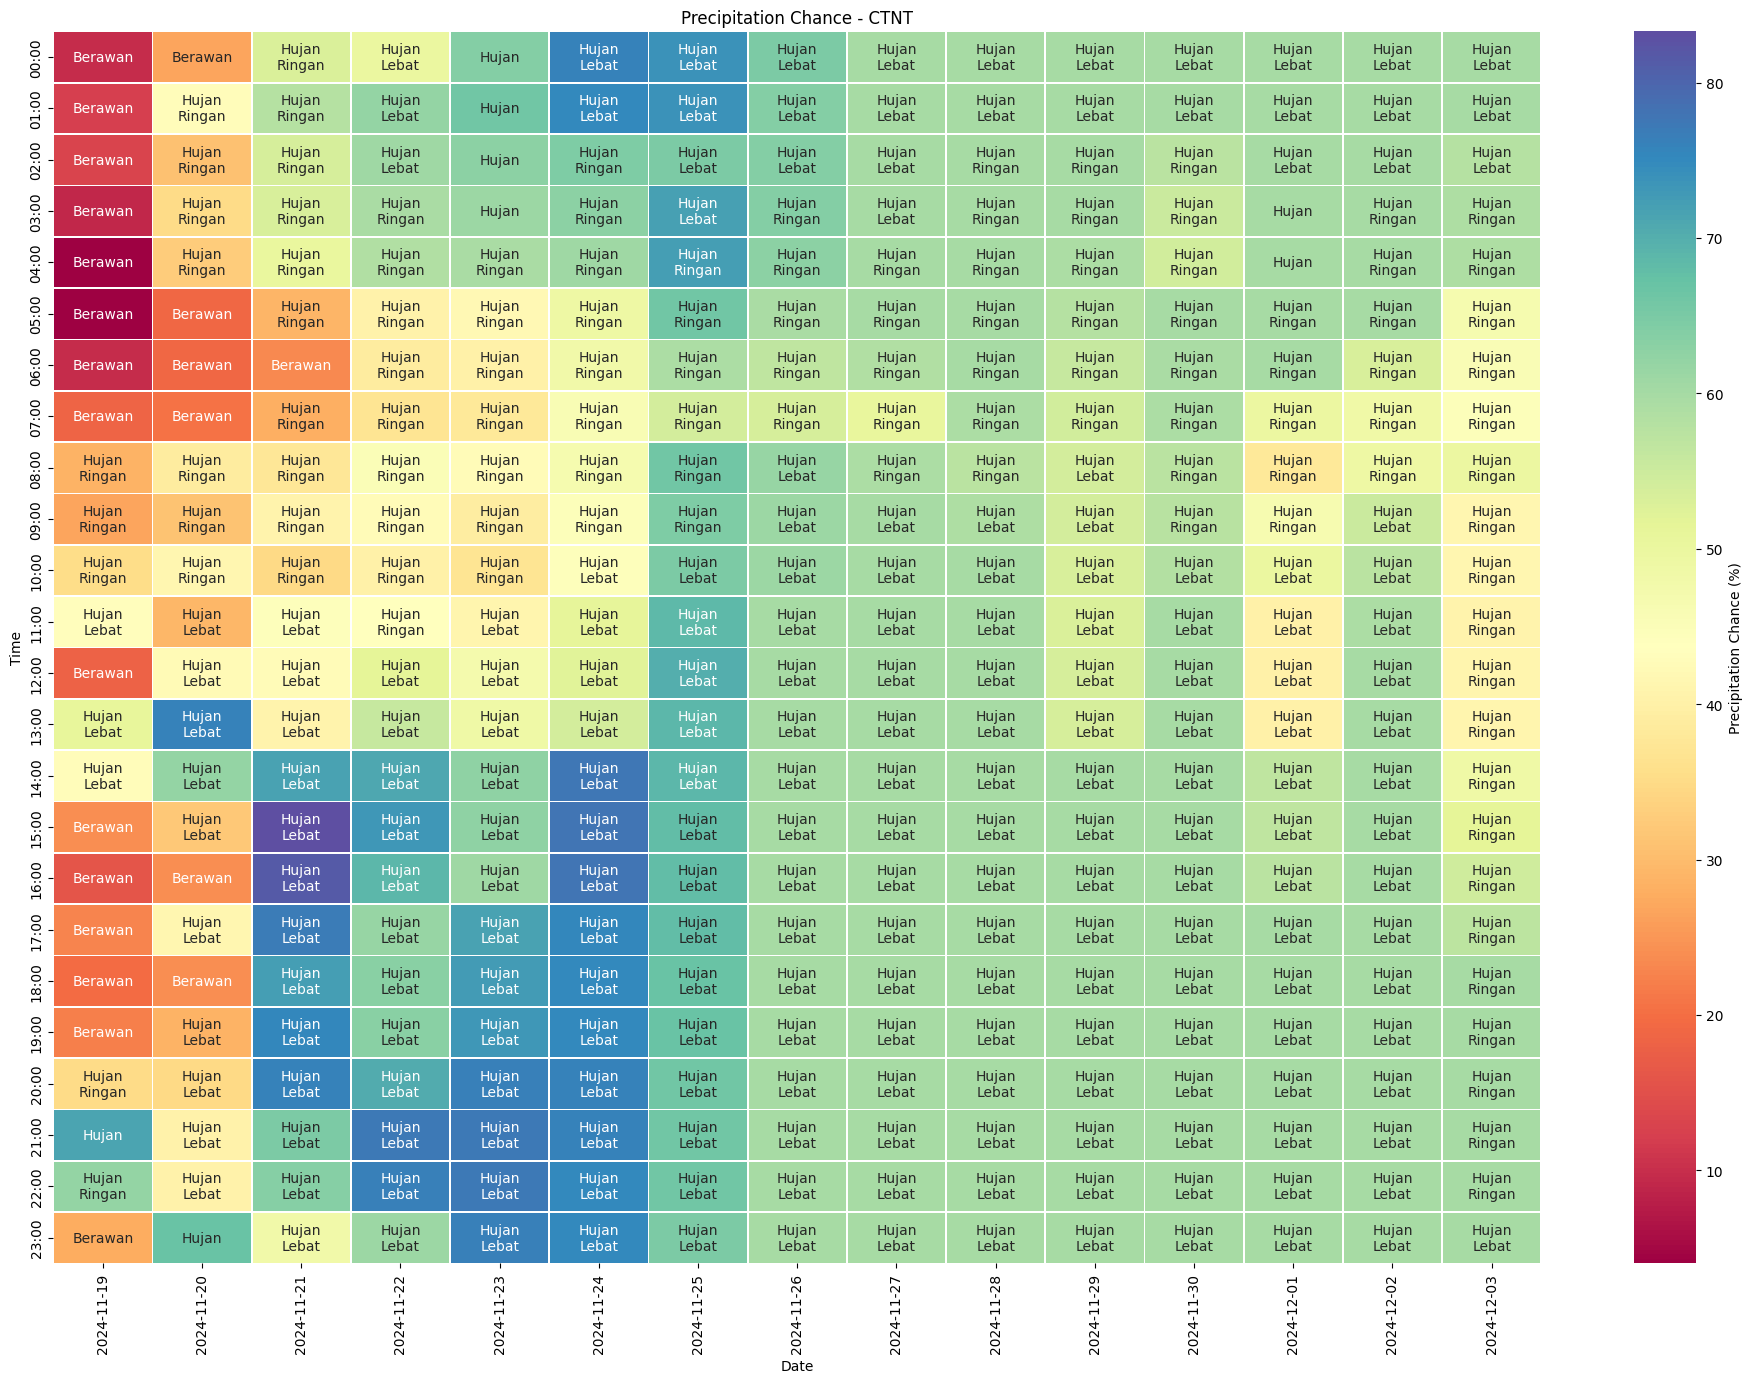 Precipitation Chance - CTNT
Time
00:00 Berawan Berawan Hujan Ringan Hujan Lebat Hujan Hujan Lebat Hujan Lebat Hujan Lebat Hujan Lebat Hujan Lebat Hujan Lebat Hujan Lebat Hujan Lebat Hujan Lebat Hujan Lebat
01:00 Berawan Hujan Ringan Hujan Ringan Hujan Lebat Hujan Hujan Lebat Hujan Lebat Hujan Lebat Hujan Lebat Hujan Lebat Hujan Lebat Hujan Lebat Hujan Lebat Hujan Lebat Hujan Lebat
02:00 Berawan Hujan Ringan Hujan Ringan Hujan Lebat Hujan Hujan Ringan Hujan Lebat Hujan Lebat Hujan Lebat Hujan Ringan Hujan Ringan Hujan Ringan Hujan Lebat Hujan Lebat Hujan Lebat
03:00 Berawan Hujan Ringan Hujan Ringan Hujan Ringan Hujan Hujan Ringan Hujan Lebat Hujan Ringan Hujan Lebat Hujan Ringan Hujan Ringan Hujan Ringan Hujan Hujan Ringan Hujan Ringan
04:00 Berawan Hujan Ringan Hujan Ringan Hujan Ringan Hujan Ringan Hujan Ringan Hujan Ringan Hujan Ringan Hujan Ringan Hujan Ringan Hujan Ringan Hujan Ringan Hujan Hujan Ringan Hujan Ringan
05:00 Berawan Berawan Hujan Ringan Hujan Ringan Hujan Ringan Hujan Ringan Hujan Ringan Hujan Ringan Hujan Ringan Hujan Ringan Hujan Ringan Hujan Ringan Hujan Ringan Hujan Ringan Hujan Ringan
06:00 Berawan Berawan Berawan Hujan Ringan Hujan Ringan Hujan Ringan Hujan Ringan Hujan Ringan Hujan Ringan Hujan Ringan Hujan Ringan Hujan Ringan Hujan Ringan Hujan Ringan Hujan Ringan
07:00 Berawan Berawan Hujan Ringan Hujan Ringan Hujan Ringan Hujan Ringan Hujan Ringan Hujan Ringan Hujan Ringan Hujan Ringan Hujan Ringan Hujan Ringan Hujan Ringan Hujan Ringan Hujan Ringan
08:00 Hujan Ringan Hujan Ringan Hujan Ringan Hujan Ringan Hujan Ringan Hujan Ringan Hujan Ringan Hujan Lebat Hujan Ringan Hujan Ringan Hujan Lebat Hujan Ringan Hujan Ringan Hujan Ringan Hujan Ringan
09:00 Hujan Ringan Hujan Ringan Hujan Ringan Hujan Ringan Hujan Ringan Hujan Ringan Hujan Ringan Hujan Lebat Hujan Lebat Hujan Lebat Hujan Lebat Hujan Ringan Hujan Ringan Hujan Lebat Hujan Ringan
10:00 Hujan Ringan Hujan Ringan Hujan Ringan Hujan Ringan Hujan Ringan Hujan Lebat Hujan Lebat Hujan Lebat Hujan Lebat Hujan Lebat Hujan Lebat Hujan Lebat Hujan Lebat Hujan Lebat Hujan Ringan
11:00 Hujan Lebat Hujan Lebat Hujan Lebat Hujan Ringan Hujan Lebat Hujan Lebat Hujan Lebat Hujan Lebat Hujan Lebat Hujan Lebat Hujan Lebat Hujan Lebat Hujan Lebat Hujan Lebat Hujan Ringan
12:00 Berawan Hujan Lebat Hujan Lebat Hujan Lebat Hujan Lebat Hujan Lebat Hujan Lebat Hujan Lebat Hujan Lebat Hujan Lebat Hujan Lebat Hujan Lebat Hujan Lebat Hujan Lebat Hujan Ringan
13:00 Hujan Lebat Hujan Lebat Hujan Lebat Hujan Lebat Hujan Lebat Hujan Lebat Hujan Lebat Hujan Lebat Hujan Lebat Hujan Lebat Hujan Lebat Hujan Lebat Hujan Lebat Hujan Lebat Hujan Ringan
14:00 Hujan Lebat Hujan Lebat Hujan Lebat Hujan Lebat Hujan Lebat Hujan Lebat Hujan Lebat Hujan Lebat Hujan Lebat Hujan Lebat Hujan Lebat Hujan Lebat Hujan Lebat Hujan Lebat Hujan Ringan
15:00 Berawan Hujan Lebat Hujan Lebat Hujan Lebat Hujan Lebat Hujan Lebat Hujan Lebat Hujan Lebat Hujan Lebat Hujan Lebat Hujan Lebat Hujan Lebat Hujan Lebat Hujan Lebat Hujan Ringan
16:00 Berawan Berawan Hujan Lebat Hujan Lebat Hujan Lebat Hujan Lebat Hujan Lebat Hujan Lebat Hujan Lebat Hujan Lebat Hujan Lebat Hujan Lebat Hujan Lebat Hujan Lebat Hujan Ringan
17:00 Berawan Hujan Lebat Hujan Lebat Hujan Lebat Hujan Lebat Hujan Lebat Hujan Lebat Hujan Lebat Hujan Lebat Hujan Lebat Hujan Lebat Hujan Lebat Hujan Lebat Hujan Lebat Hujan Ringan
18:00 Berawan Berawan Hujan Lebat Hujan Lebat Hujan Lebat Hujan Lebat Hujan Lebat Hujan Lebat Hujan Lebat Hujan Lebat Hujan Lebat Hujan Lebat Hujan Lebat Hujan Lebat Hujan Ringan
19:00 Berawan Hujan Lebat Hujan Lebat Hujan Lebat Hujan Lebat Hujan Lebat Hujan Lebat Hujan Lebat Hujan Lebat Hujan Lebat Hujan Lebat Hujan Lebat Hujan Lebat Hujan Lebat Hujan Ringan
20:00 Hujan Ringan Hujan Lebat Hujan Lebat Hujan Lebat Hujan Lebat Hujan Lebat Hujan Lebat Hujan Lebat Hujan Lebat Hujan Lebat Hujan Lebat Hujan Lebat Hujan Lebat Hujan Lebat Hujan Ringan
21:00 Hujan Hujan Lebat Hujan Lebat Hujan Lebat Hujan Lebat Hujan Lebat Hujan Lebat Hujan Lebat Hujan Lebat Hujan Lebat Hujan Lebat Hujan Lebat Hujan Lebat Hujan Lebat Hujan Ringan
22:00 Hujan Ringan Hujan Lebat Hujan Lebat Hujan Lebat Hujan Lebat Hujan Lebat Hujan Lebat Hujan Lebat Hujan Lebat Hujan Lebat Hujan Lebat Hujan Lebat Hujan Lebat Hujan Lebat Hujan Ringan
23:00 Berawan Hujan Hujan Lebat Hujan Lebat Hujan Lebat Hujan Lebat Hujan Lebat Hujan Lebat Hujan Lebat Hujan Lebat Hujan Lebat Hujan Lebat Hujan Lebat Hujan Lebat Hujan Lebat
2024-11-19 2024-11-20 2024-11-21 2024-11-22 2024-11-23 2024-11-24 2024-11-25 2024-11-26 2024-11-27 2024-11-28 2024-11-29 2024-11-30 2024-12-01 2024-12-02 2024-12-03
Date
80
70
60
50
40
30
20
10
Precipitation Chance (%)